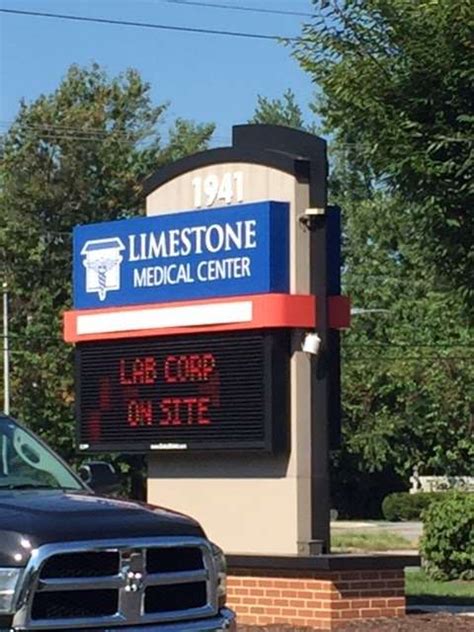 1941
LIMESTONE
MEDICAL CENTER
LAB CORP
ON SITE